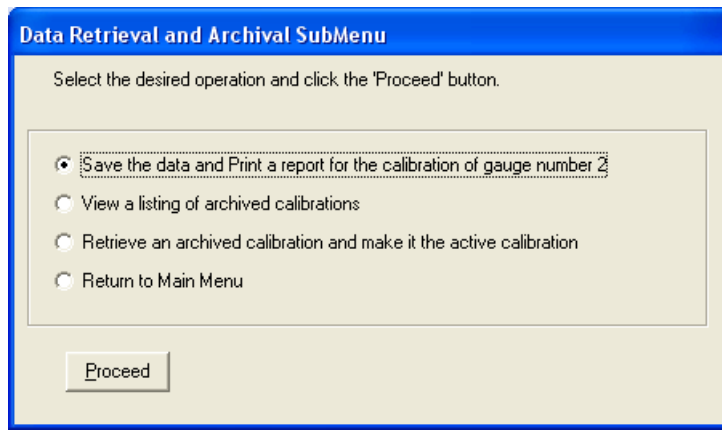 Data Retrieval and Archival SubMenu
Select the desired operation and click the 'Proceed' button.
Save the data and Print a report for the calibration of gauge number 2
View a listing of archived calibrations
Retrieve an archived calibration and make it the active calibration
Return to Main Menu
Proceed